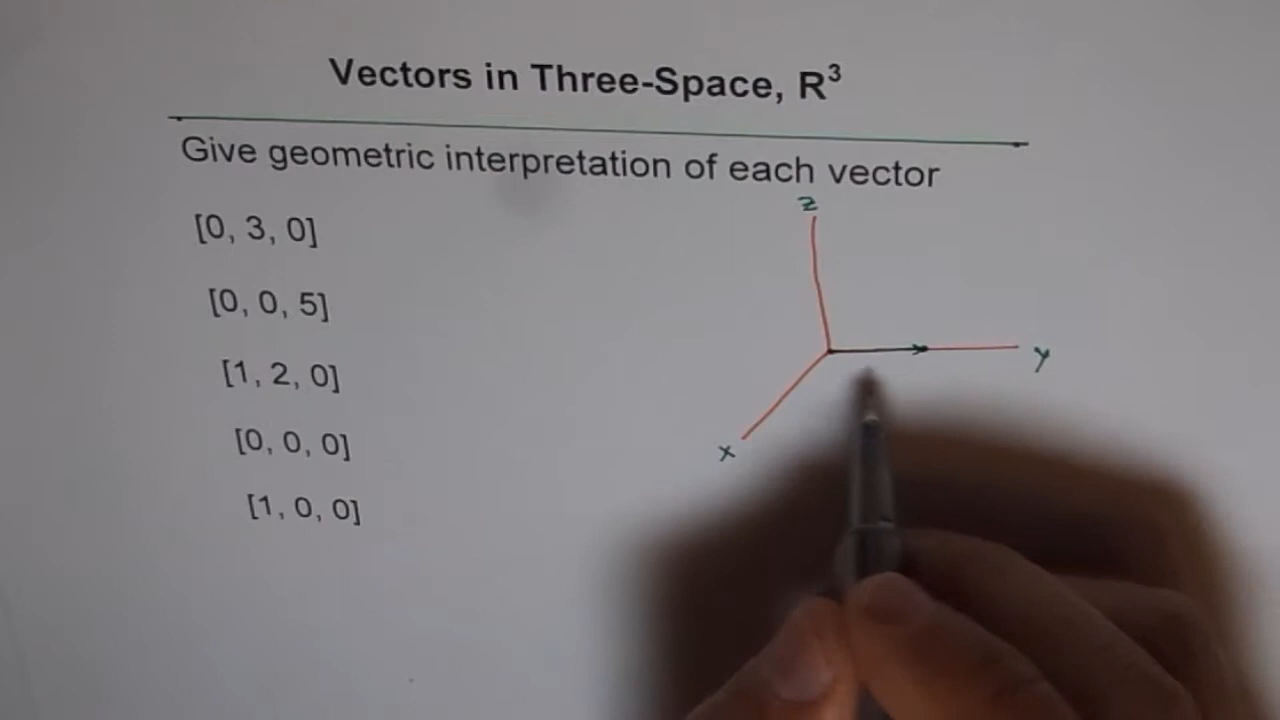 Vectors in Three-Space, R³
Give geometric interpretation of each vector
z
[0, 3, 0]
[0, 0, 5]
y
[1, 2, 0]
x
[0, 0, 0]
[1, 0, 0]